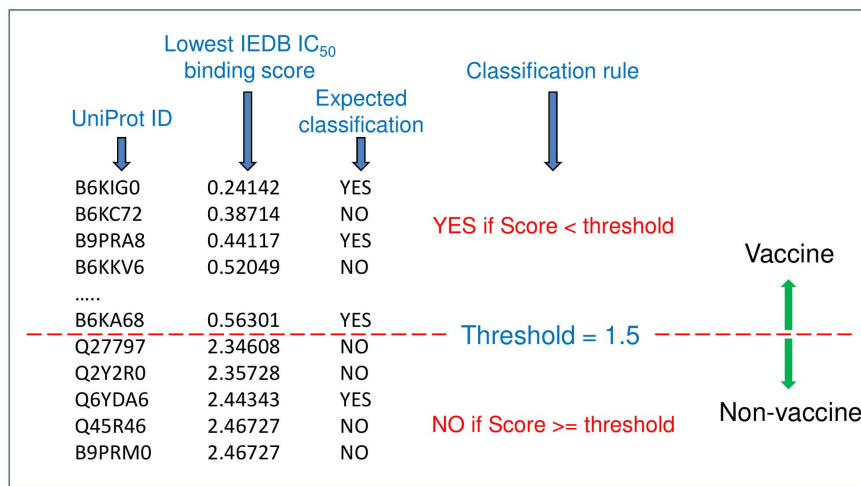 Lowest IEDB IC50
binding score
Classification rule
Expected
classification
UniProt ID
B6KIG0 0.24142 YES
B6KC72 0.38714 NO
YES if Score < threshold
B9PRA8 0.44117 YES
B6KKV6 0.52049 NO
Vaccine
.....
B6KA68 0.56301 YES
Threshold = 1.5
Q27797 2.34608 NO
Q2Y2R0 2.35728 NO
Q6YDA6 2.44343 YES
Non-vaccine
NO if Score >= threshold
Q45R46 2.46727 NO
B9PRM0 2.46727 NO